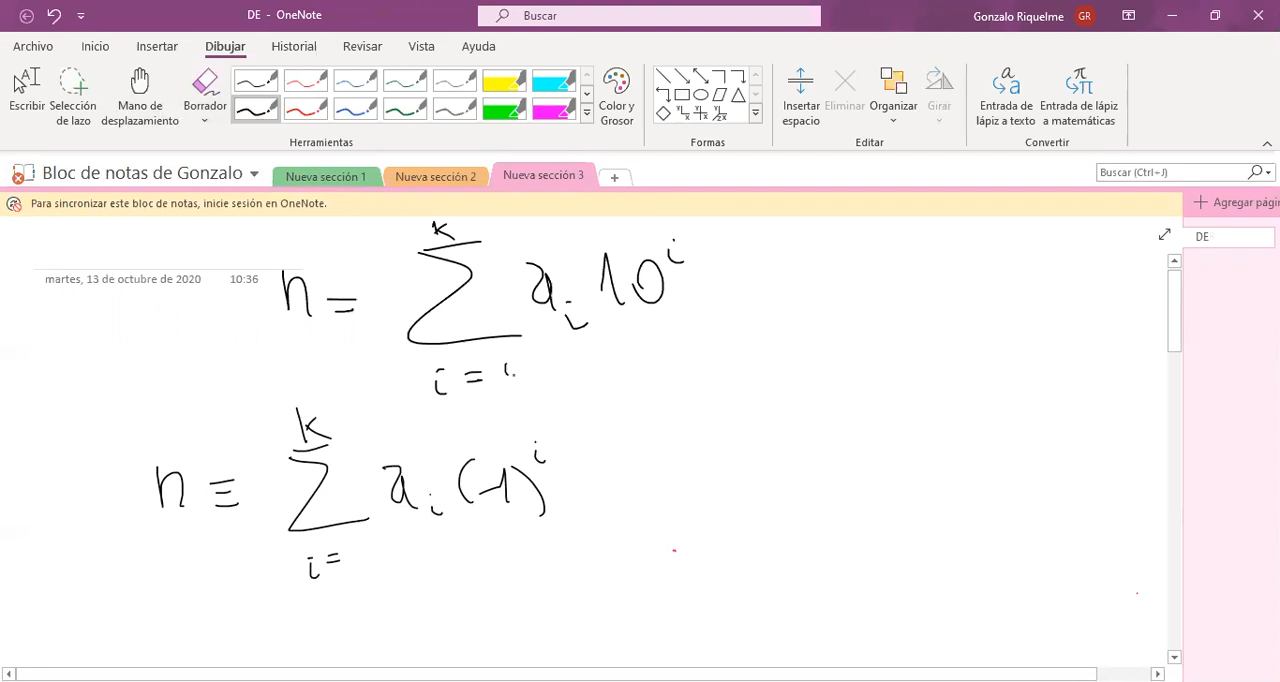 DE - OneNote
Buscar
Gonzalo Riquelme
GR
Archivo
Inicio
Insertar
Dibujar
Historial
Revisar
Vista
Ayuda
Escribir
Selección de lazo
Mano de desplazamiento
Borrador
Color y Grosor
Insertar espacio
Eliminar
Organizar
Girar
Entrada de lápiz a texto
Entrada de lápiz a matemáticas
Herramientas
Formas
Editar
Convertir
Bloc de notas de Gonzalo
Nueva sección 1
Nueva sección 2
Nueva sección 3
Buscar (Ctrl+J)
Para sincronizar este bloc de notas, inicie sesión en OneNote.
Agregar págin
DE
martes, 13 de octubre de 2020
10:36
k
n = ∑ a_i 10^i
i =
k
n ≡ ∑ a_i (-1)^i
i =